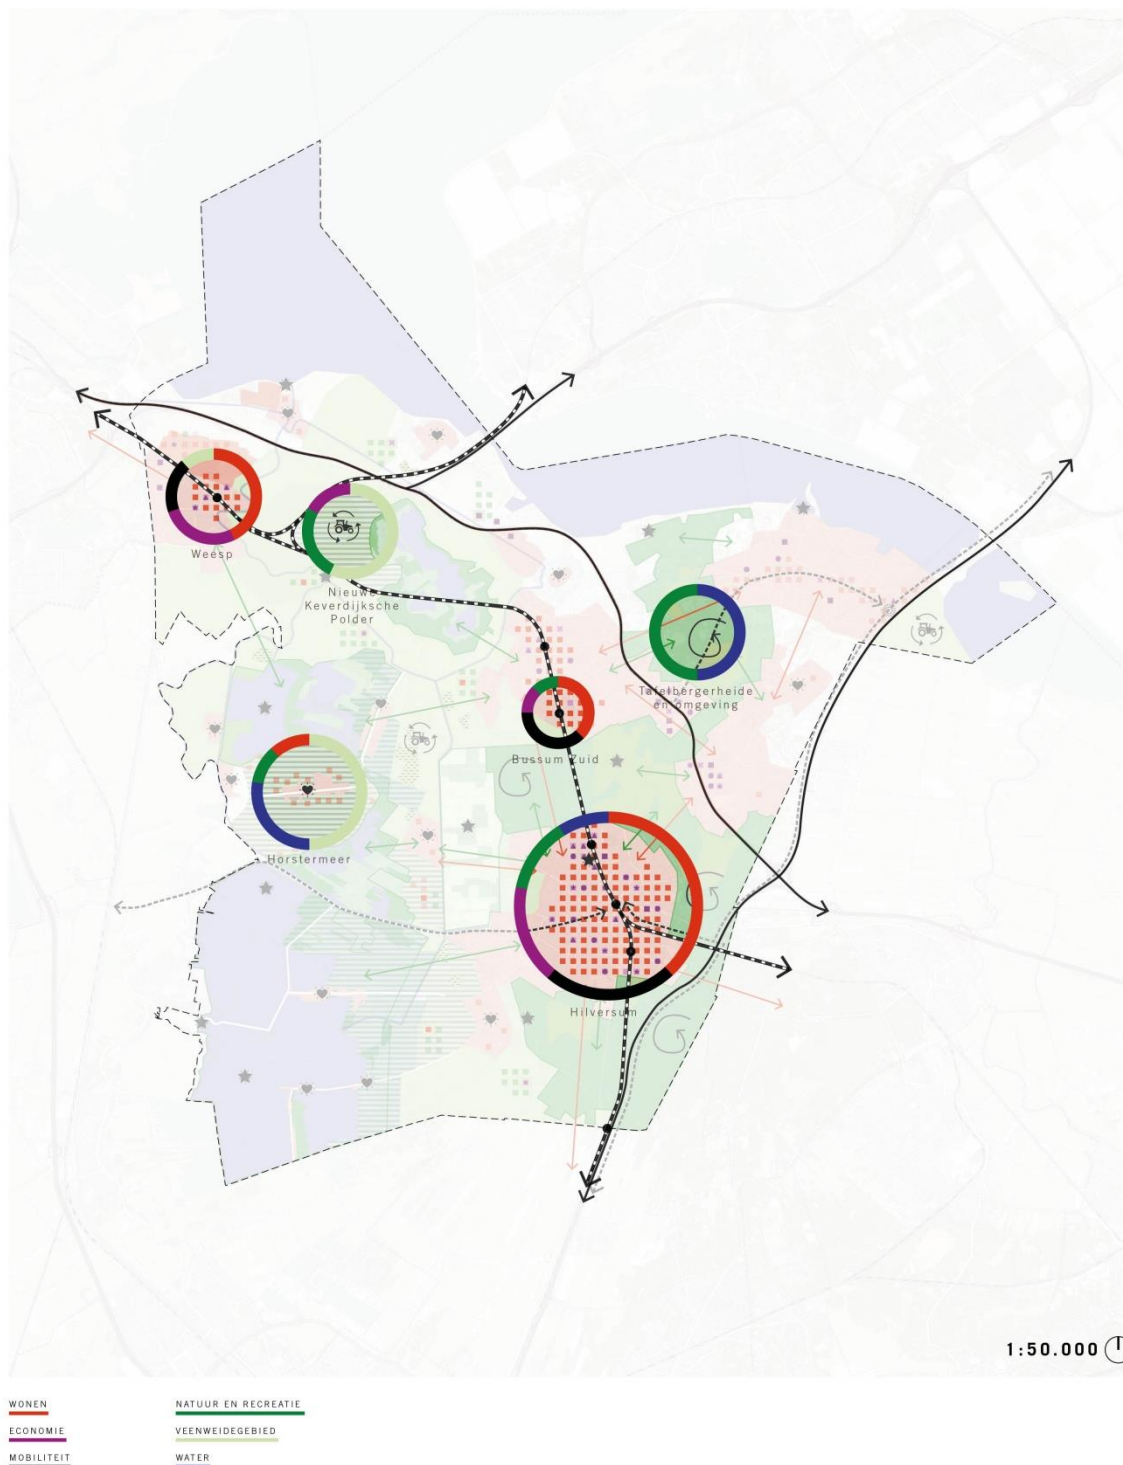 Weesp
Nieuwe
Keverdijksche
Polder
Tafelbergerheide
en omgeving
Bussum Zuid
Horstermeer
Hilversum
1:50.000
WONEN
NATUUR EN RECREATIE
ECONOMIE
VEENWEIDEGEBIED
MOBILITEIT
WATER